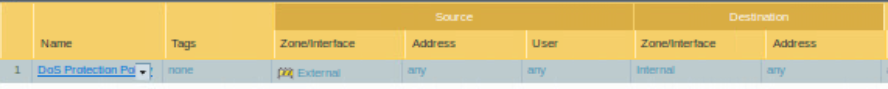 Source Destination
Name Tags Zone/Interface Address User Zone/Interface Address
1 DoS Protection Po none External any any Internal any